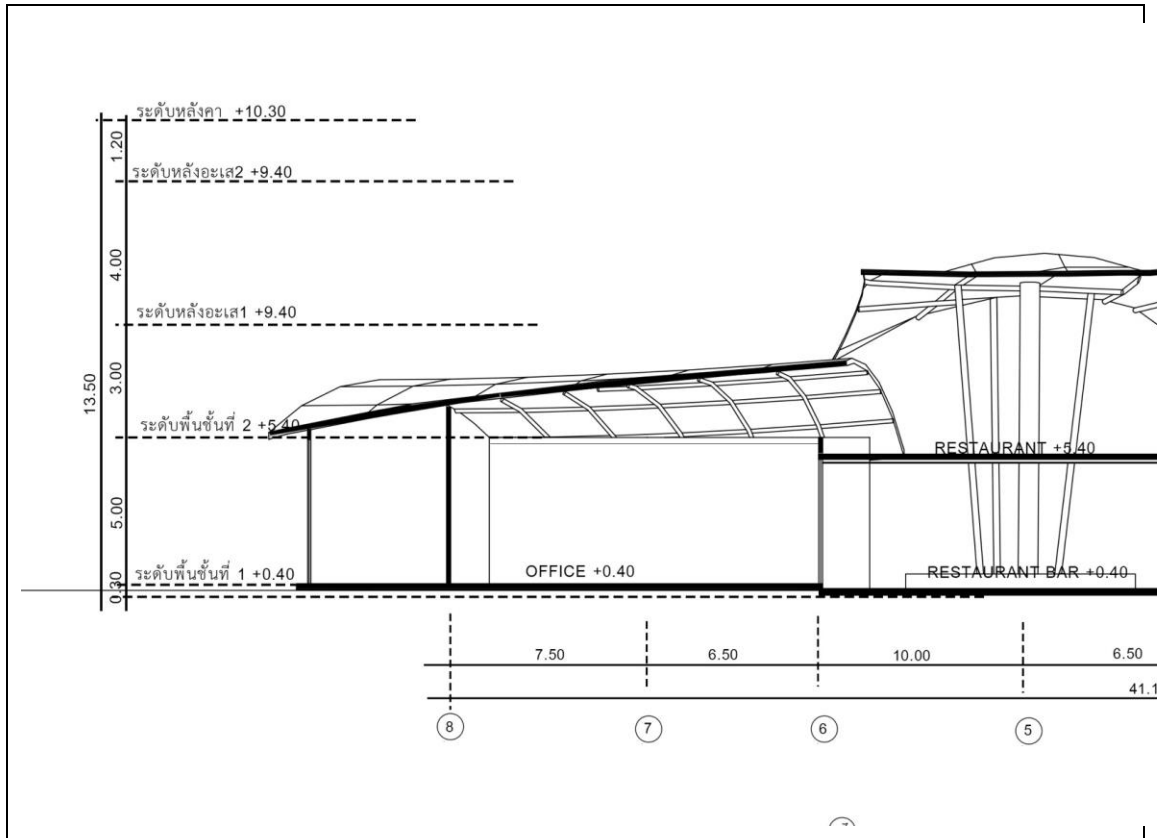 ระดับหลังคา +10.30
1.20
ระดับหลังอะเส2 +9.40
4.00
ระดับหลังอะเส1 +9.40
3.00
13.50
ระดับพื้นชั้นที่ 2 +5.40
RESTAURANT +5.40
5.00
ระดับพื้นชั้นที่ 1 +0.40
OFFICE +0.40
RESTAURANT BAR +0.40
0.30
7.50 6.50 10.00 6.50
41.1
8 7 6 5